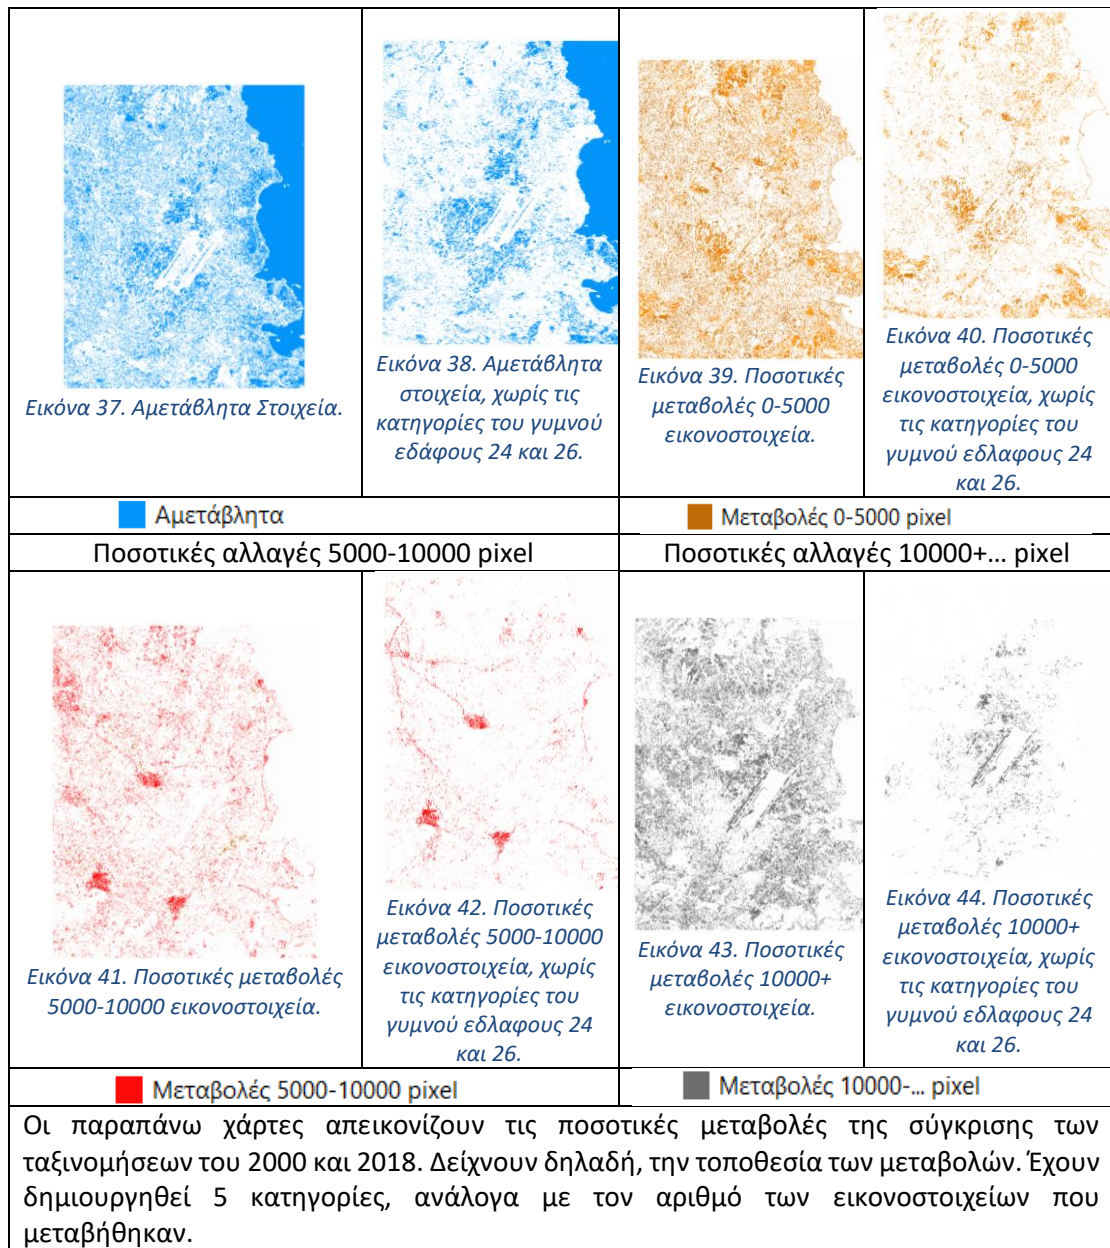 Εικόνα 37. Αμετάβλητα Στοιχεία.
Εικόνα 38. Αμετάβλητα
στοιχεία, χωρίς τις
κατηγορίες του γυμνού
εδάφους 24 και 26.
Εικόνα 39. Ποσοτικές
μεταβολές 0-5000
εικονοστοιχεία.
Εικόνα 40. Ποσοτικές
μεταβολές 0-5000
εικονοστοιχεία, χωρίς
τις κατηγορίες του
γυμνού εδλαφους 24
και 26.
Αμετάβλητα
Μεταβολές 0-5000 pixel
Ποσοτικές αλλαγές 5000-10000 pixel
Ποσοτικές αλλαγές 10000+... pixel
Εικόνα 41. Ποσοτικές μεταβολές
5000-10000 εικονοστοιχεία.
Εικόνα 42. Ποσοτικές
μεταβολές 5000-10000
εικονοστοιχεία, χωρίς
τις κατηγορίες του
γυμνού εδλαφους 24
και 26.
Εικόνα 43. Ποσοτικές
μεταβολές 10000+
εικονοστοιχεία.
Εικόνα 44. Ποσοτικές
μεταβολές 10000+
εικονοστοιχεία, χωρίς
τις κατηγορίες του
γυμνού εδλαφους 24
και 26.
Μεταβολές 5000-10000 pixel
Μεταβολές 10000-... pixel
Οι παραπάνω χάρτες απεικονίζουν τις ποσοτικές μεταβολές της σύγκρισης των
ταξινομήσεων του 2000 και 2018. Δείχνουν δηλαδή, την τοποθεσία των μεταβολών. Έχουν
δημιουργηθεί 5 κατηγορίες, ανάλογα με τον αριθμό των εικονοστοιχείων που
μεταβήθηκαν.